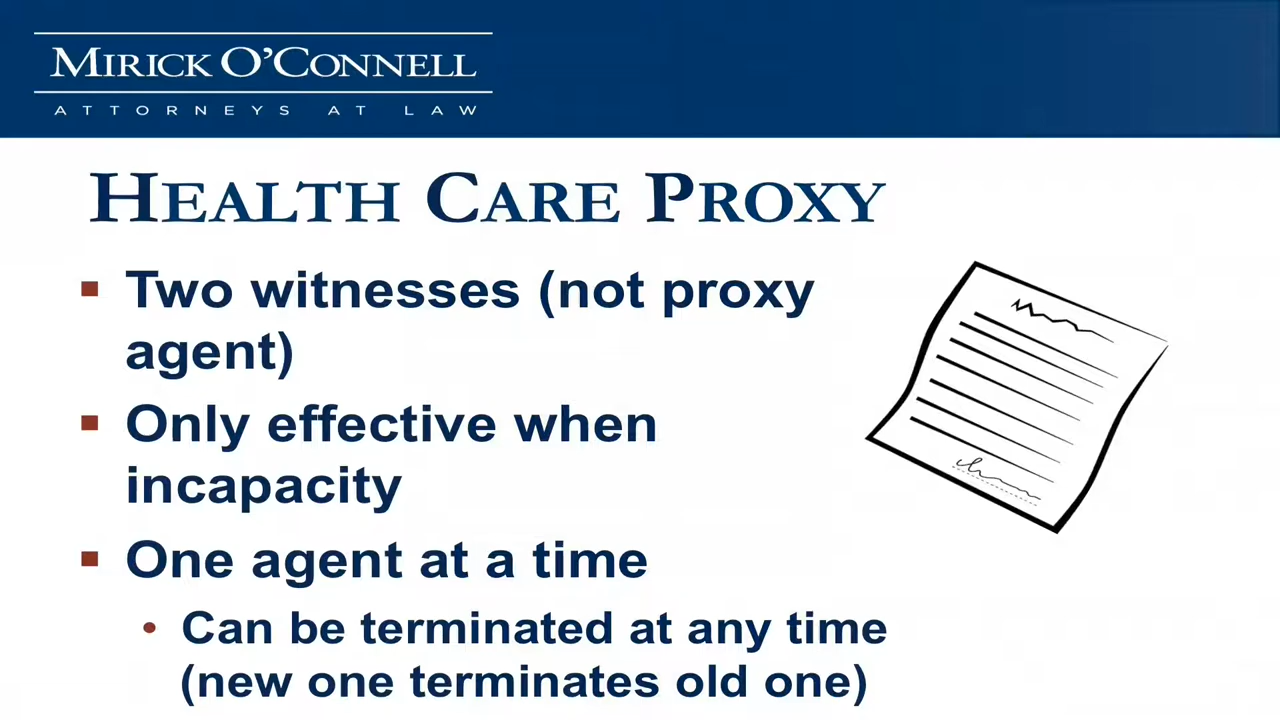 MIRICK O'CONNELL
ATTORNEYS AT LAW
HEALTH CARE PROXY
Two witnesses (not proxy
agent)
Only effective when
incapacity
One agent at a time
Can be terminated at any time
(new one terminates old one)